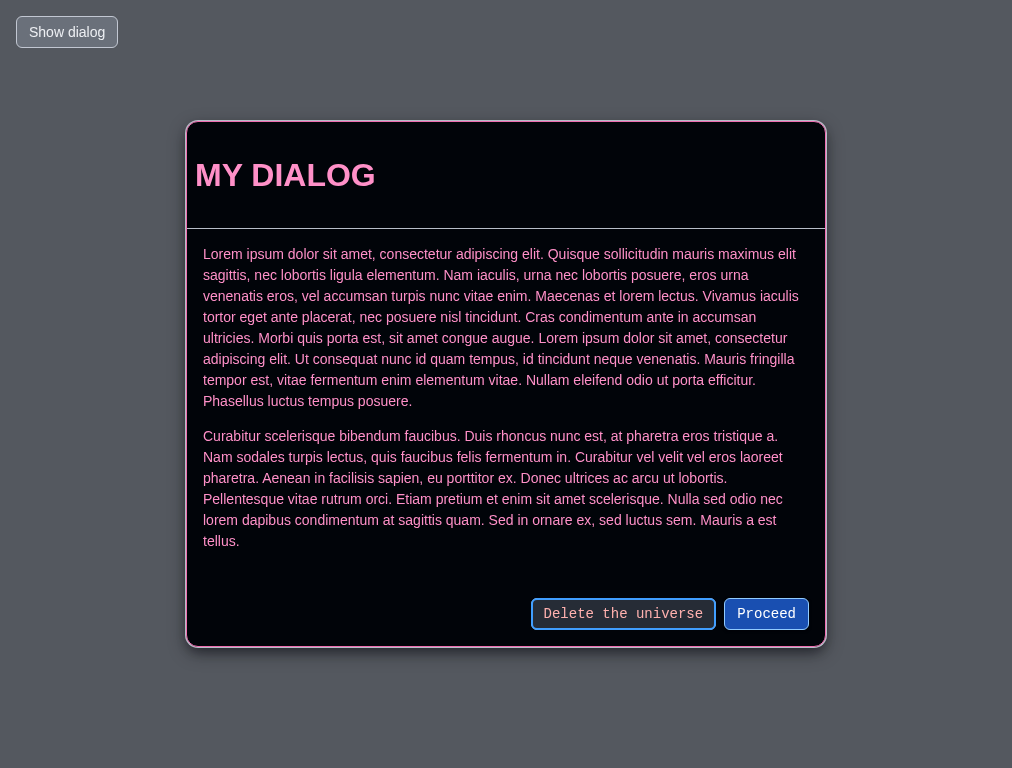 Show dialog
MY DIALOG
Lorem ipsum dolor sit amet, consectetur adipiscing elit. Quisque sollicitudin mauris maximus elit
sagittis, nec lobortis ligula elementum. Nam iaculis, urna nec lobortis posuere, eros urna
venenatis eros, vel accumsan turpis nunc vitae enim. Maecenas et lorem lectus. Vivamus iaculis
tortor eget ante placerat, nec posuere nisl tincidunt. Cras condimentum ante in accumsan
ultricies. Morbi quis porta est, sit amet congue augue. Lorem ipsum dolor sit amet, consectetur
adipiscing elit. Ut consequat nunc id quam tempus, id tincidunt neque venenatis. Mauris fringilla
tempor est, vitae fermentum enim elementum vitae. Nullam eleifend odio ut porta efficitur.
Phasellus luctus tempus posuere.
Curabitur scelerisque bibendum faucibus. Duis rhoncus nunc est, at pharetra eros tristique a.
Nam sodales turpis lectus, quis faucibus felis fermentum in. Curabitur vel velit vel eros laoreet
pharetra. Aenean in facilisis sapien, eu porttitor ex. Donec ultrices ac arcu ut lobortis.
Pellentesque vitae rutrum orci. Etiam pretium et enim sit amet scelerisque. Nulla sed odio nec
lorem dapibus condimentum at sagittis quam. Sed in ornare ex, sed luctus sem. Mauris a est
tellus.
Delete the universe Proceed